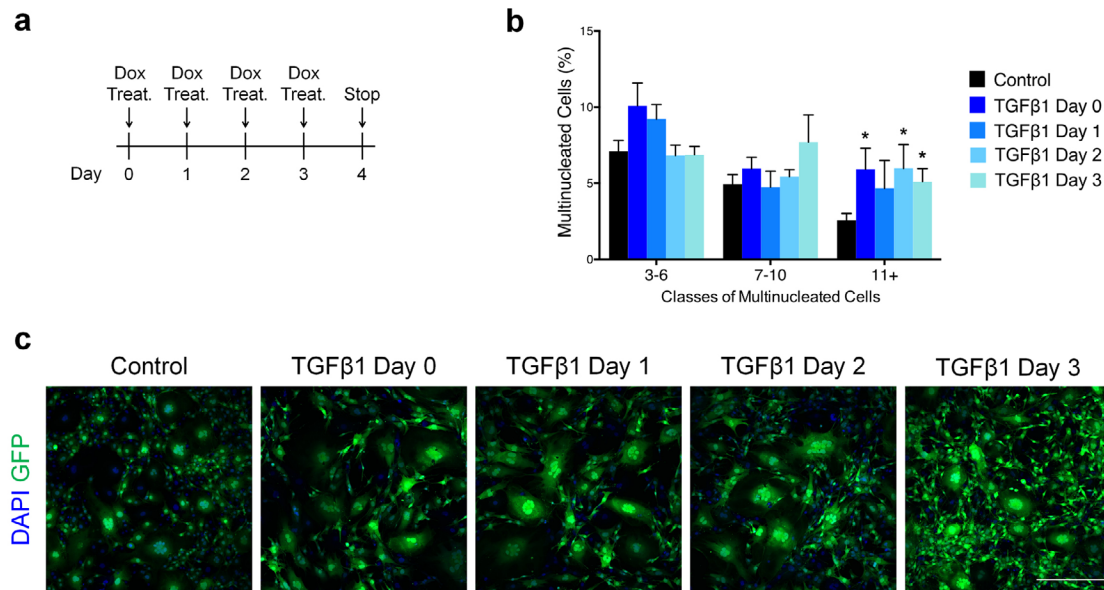 a
Dox Dox Dox Dox
Treat. Treat. Treat. Treat. Stop
Day 0 1 2 3 4
b
Multinucleated Cells (%)
15
10
5
0
* * *
3-6 7-10 11+
Classes of Multinucleated Cells
Control
TGFβ1 Day 0
TGFβ1 Day 1
TGFβ1 Day 2
TGFβ1 Day 3
c
Control TGFβ1 Day 0 TGFβ1 Day 1 TGFβ1 Day 2 TGFβ1 Day 3
DAPI GFP